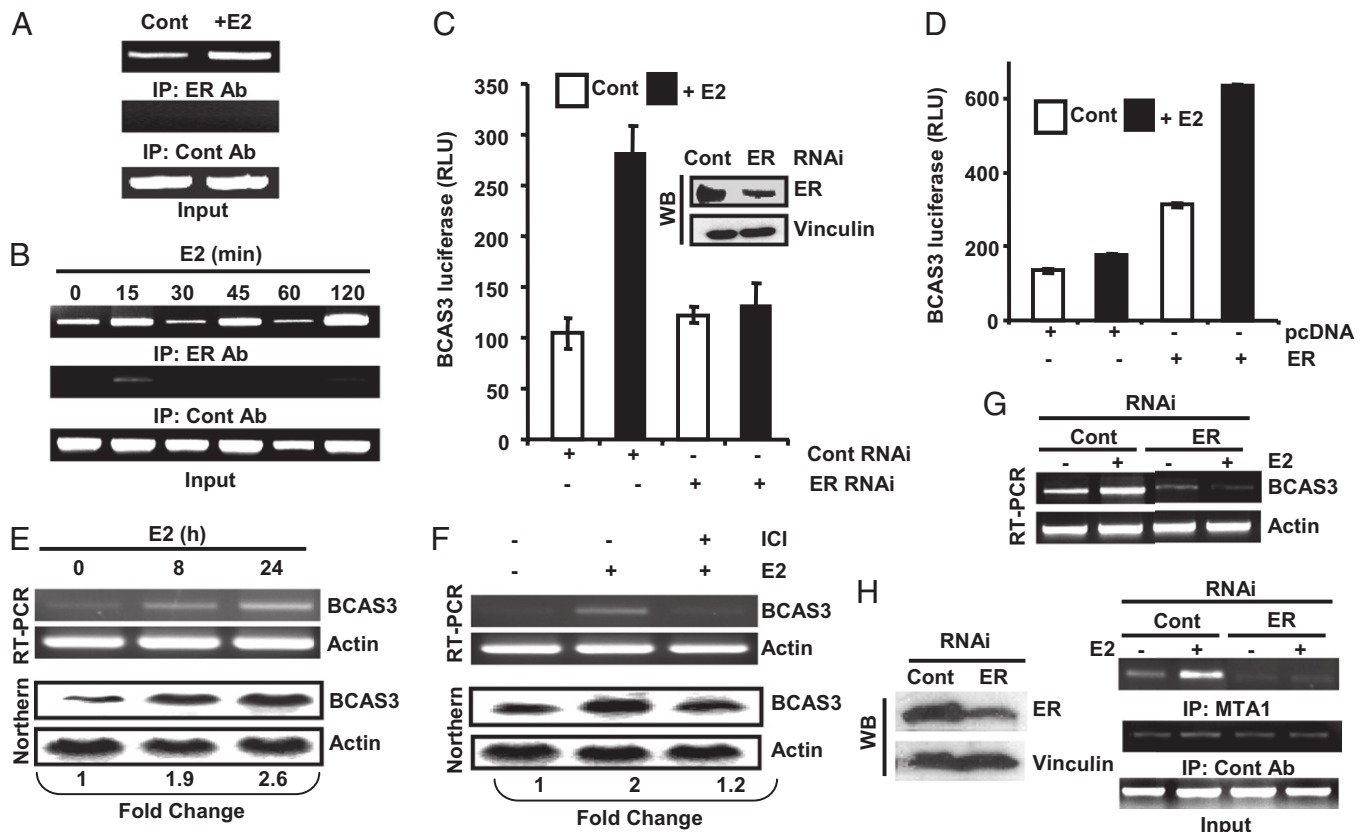 A
Cont +E2
IP: ER Ab
IP: Cont Ab
Input
B
E2 (min)
0 15 30 45 60 120
IP: ER Ab
IP: Cont Ab
Input
C
BCAS3 luciferase (RLU)
350
300
250
200
150
100
50
0
Cont + E2
Cont ER RNAi
WB
ER
Vinculin
+ + - - Cont RNAi
- - + + ER RNAi
D
BCAS3 luciferase (RLU)
600
400
200
0
Cont + E2
+ + - - pcDNA
- - + + ER
E
E2 (h)
0 8 24
RT-PCR
BCAS3
Actin
Northern
BCAS3
Actin
1 1.9 2.6
Fold Change
F
- - + ICI
- + + E2
RT-PCR
BCAS3
Actin
Northern
BCAS3
Actin
1 2 1.2
Fold Change
G
RNAi
Cont ER
- + - + E2
RT-PCR
BCAS3
Actin
H
RNAi
Cont ER
WB
ER
Vinculin
RNAi
Cont ER
E2 - + - +
IP: MTA1
IP: Cont Ab
Input